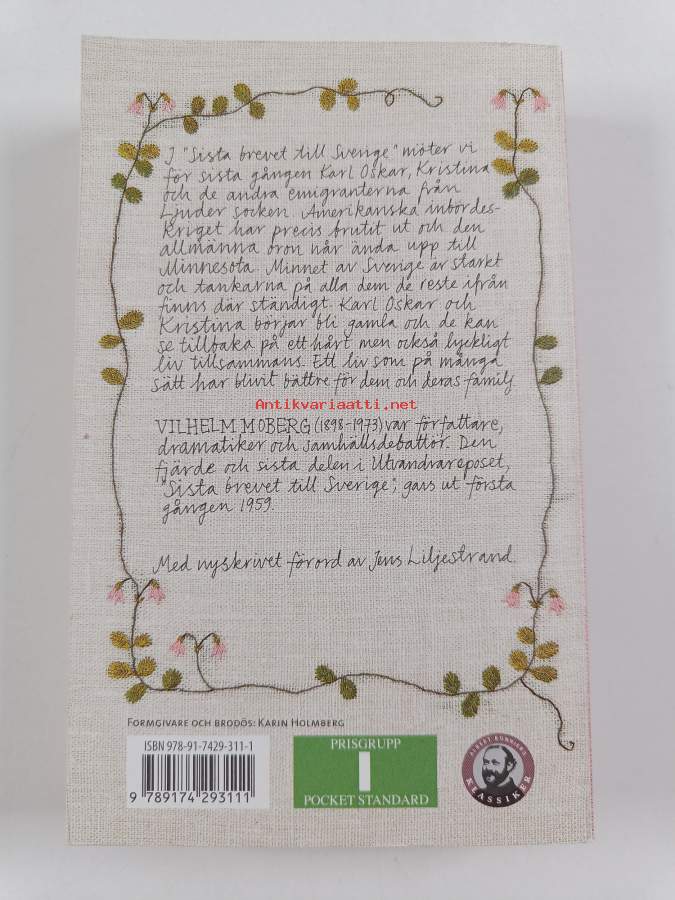 I "Sista brevet till Sverige" möter vi
för sista gången Karl Oskar, Kristina
och de andra emigranterna från
Ljuder socken. Amerikanska inbördes-
kriget har precis brutit ut och den
allmänna oron når ända upp till
Minnesota. Minnet av Sverige är starkt
och tankarna på alla dem de reste ifrån
finns där ständigt. Karl Oskar och
Kristina börjar bli gamla och de kan
se tillbaka på ett hårt men också lyckligt
liv tillsammans. Ett liv som på många
sätt har blivit bättre för dem och deras familj
Antikvariaatti.net
VILHELM MOBERG (1898-1973) var författare,
dramatiker och samhällsdebattör. Den
fjärde och sista delen i Utvandrareposet,
"Sista brevet till Sverige", gavs ut första
gången 1959.
Med nyskrivet förord av Jens Liljestrand.
FORMGIVARE OCH BRODÖS: KARIN HOLMBERG
ISBN 978-91-7429-311-1
9 789174 293111
PRISGRUPP
1
POCKET STANDARD
ALBERT BONNIERS
KLASSIKER